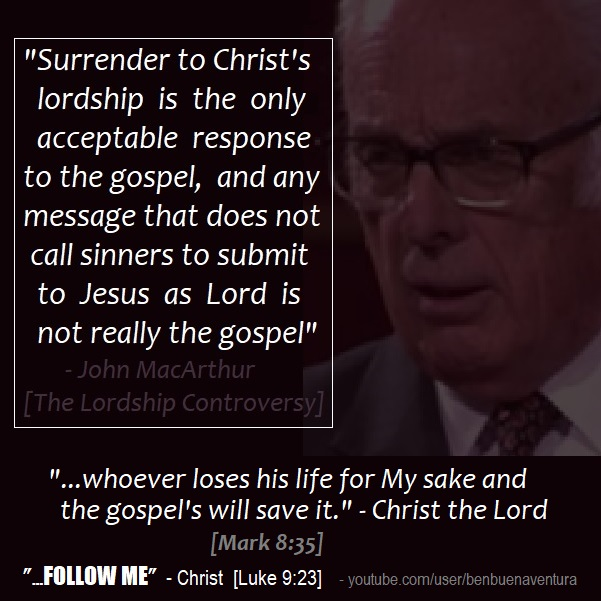 "Surrender to Christ's
lordship is the only
acceptable response
to the gospel, and any
message that does not
call sinners to submit
to Jesus as Lord is
not really the gospel"
- John MacArthur
[The Lordship Controversy]
"...whoever loses his life for My sake and
the gospel's will save it." - Christ the Lord
[Mark 8:35]
"...FOLLOW ME" - Christ [Luke 9:23] - youtube.com/user/benbuenaventura